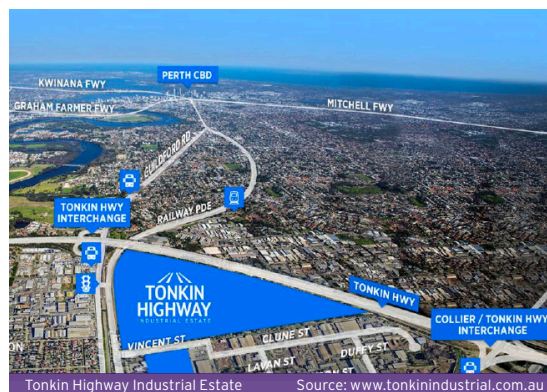 PERTH CBD
KWINANA FWY
MITCHELL FWY
GRAHAM FARMER FWY
GUILDFORD RD
TONKIN HWY
INTERCHANGE
RAILWAY PDE
TONKIN
HIGHWAY
INDUSTRIAL ESTATE
TONKIN HWY
COLLIER / TONKIN HWY
INTERCHANGE
VINCENT ST
CLUNE ST
DUFFY ST
LAVAN ST
ON
Tonkin Highway Industrial Estate
Source: www.tonkinindustrial.com.au